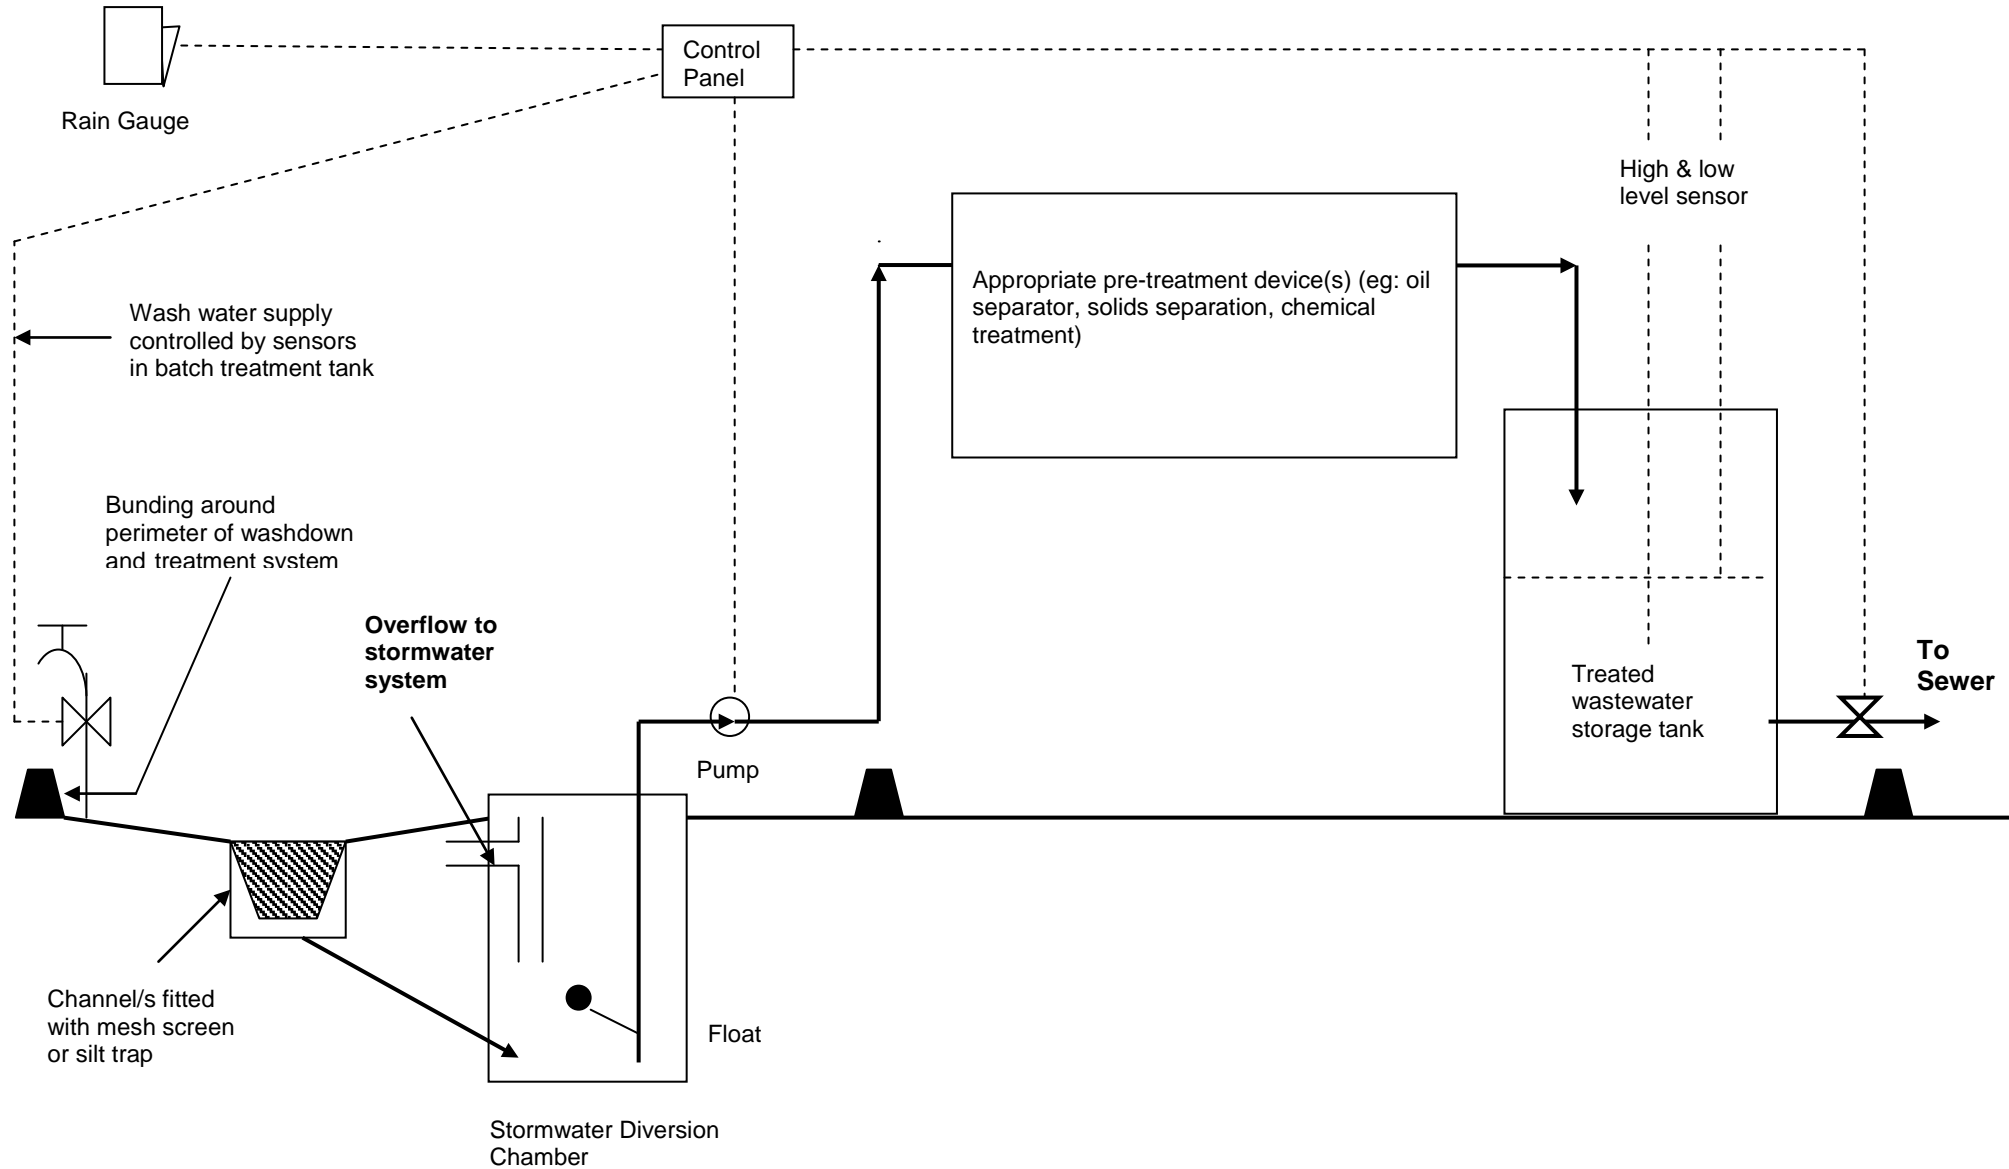 Control
Panel
Rain Gauge
High & low
level sensor
Appropriate pre-treatment device(s) (eg: oil
separator, solids separation, chemical
treatment)
Wash water supply
controlled by sensors
in batch treatment tank
Bunding around
perimeter of washdown
and treatment system
Overflow to
stormwater
system
To
Sewer
Treated
wastewater
storage tank
Pump
Channel/s fitted
with mesh screen
or silt trap
Float
Stormwater Diversion
Chamber